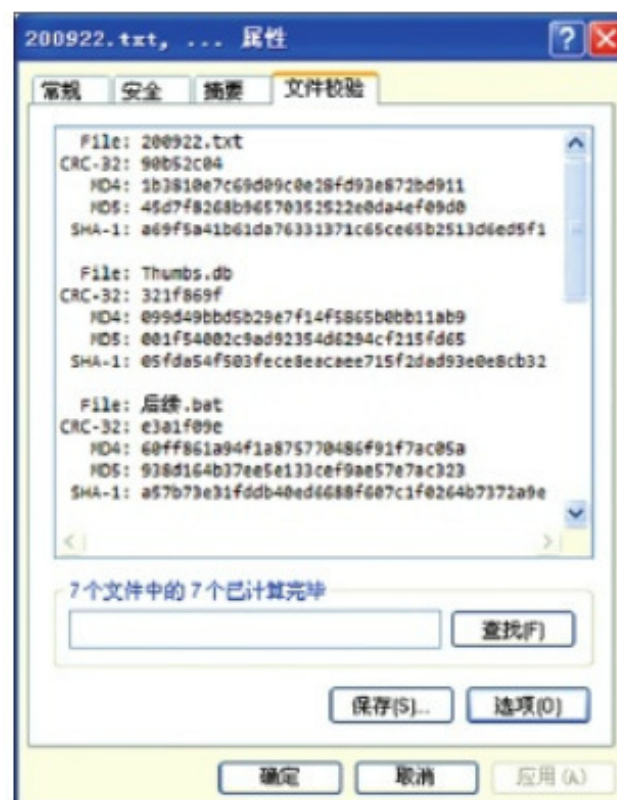 200922.txt, ... 属性
常规 安全 摘要 文件校验
File: 200922.txt
CRC-32: 90b52c04
MD4: 1b3810e7c69d09c0e28fd93e872bd911
MD5: 45d7f8268b96570352522e0da4ef09d0
SHA-1: a69f5a41b61da76331371c65ce65b2513d6ed5f1
File: Thumbs.db
CRC-32: 321f869f
MD4: 099d49bbd5b29e7f14f5865b0bb11ab9
MD5: 001f54002c9ad92354d6294cf215fd65
SHA-1: 05fda54f503fece8eacaee715f2dad93e0e8cb32
File: 后续.bat
CRC-32: e3a1f09e
MD4: 60ff861a94f1a875770486f91f7ac05a
MD5: 938d164b37ee5e133cef9ae57e7ac323
SHA-1: a57b73e31fddb40ed6688f607c1f0264b7372a9e
7个文件中的7个已计算完毕
查找(F)
保存(S)... 选项(O)
确定 取消 应用(A)